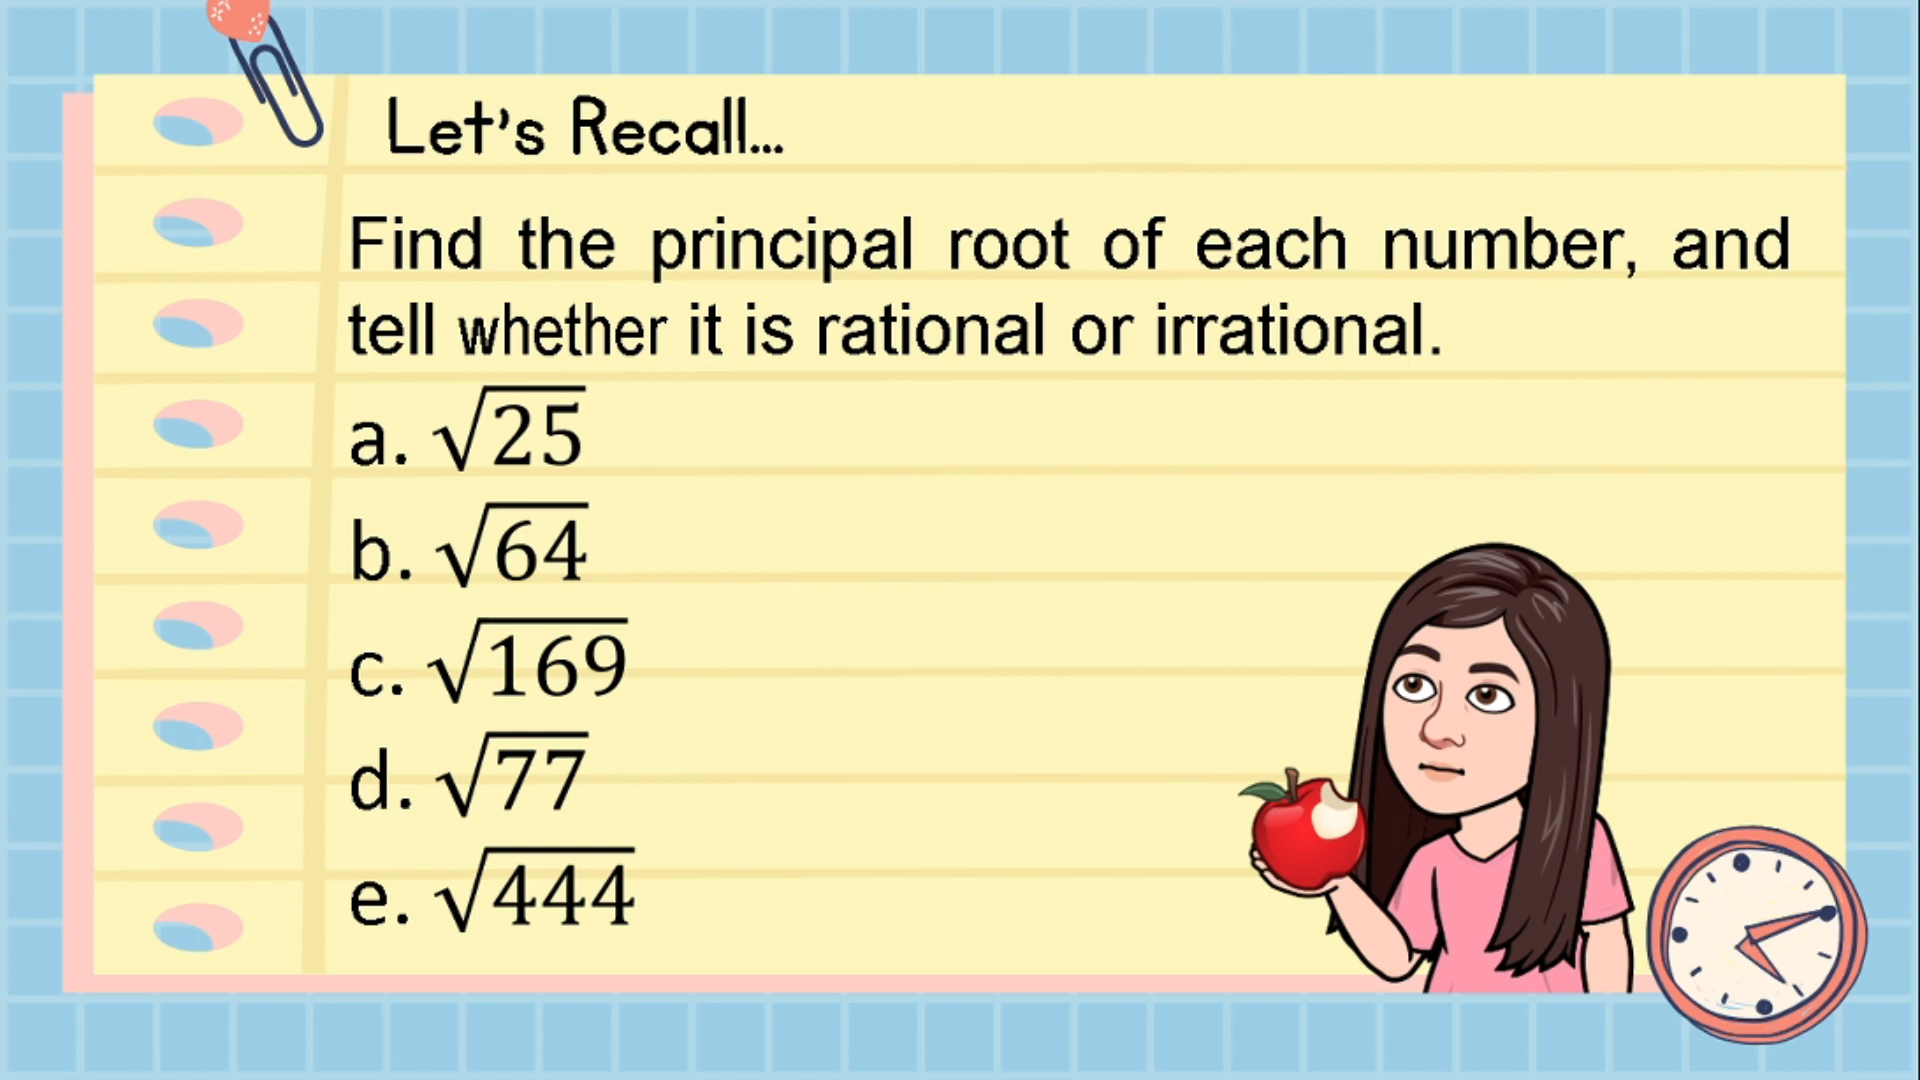 Let's Recall...
Find the principal root of each number, and
tell whether it is rational or irrational.
a. √25
b. √64
c. √169
d. √77
e. √444